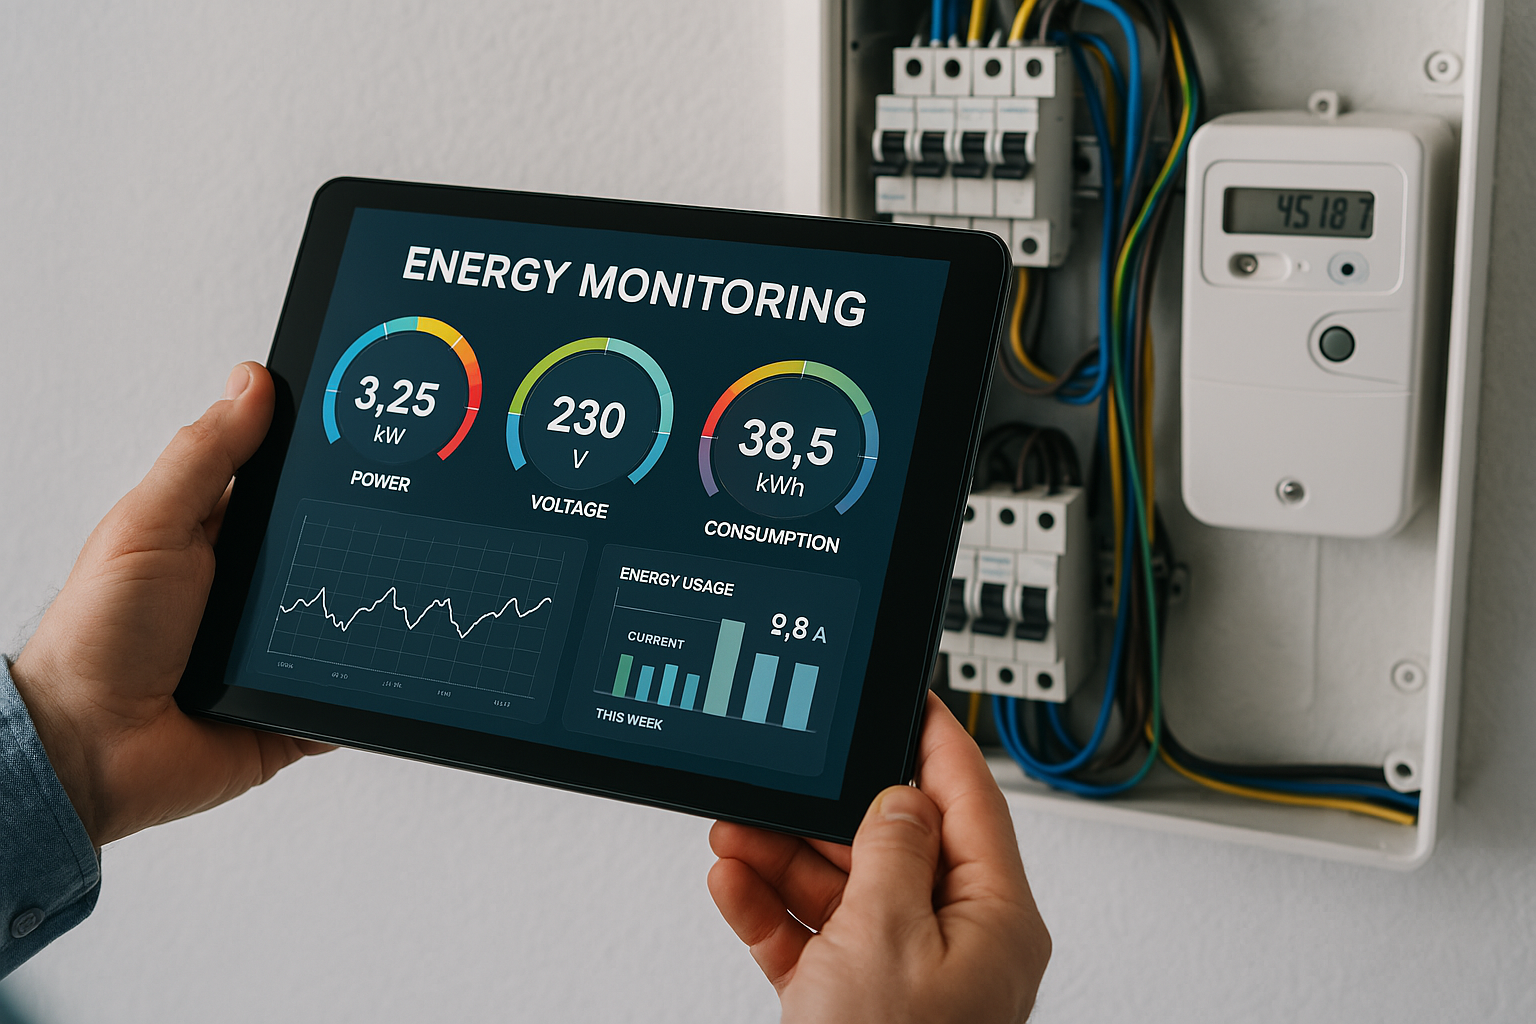 ENERGY MONITORING
3,25
kW
POWER
230
V
VOLTAGE
38,5
kWh
CONSUMPTION
ENERGY USAGE
CURRENT
A
THIS WEEK
45187